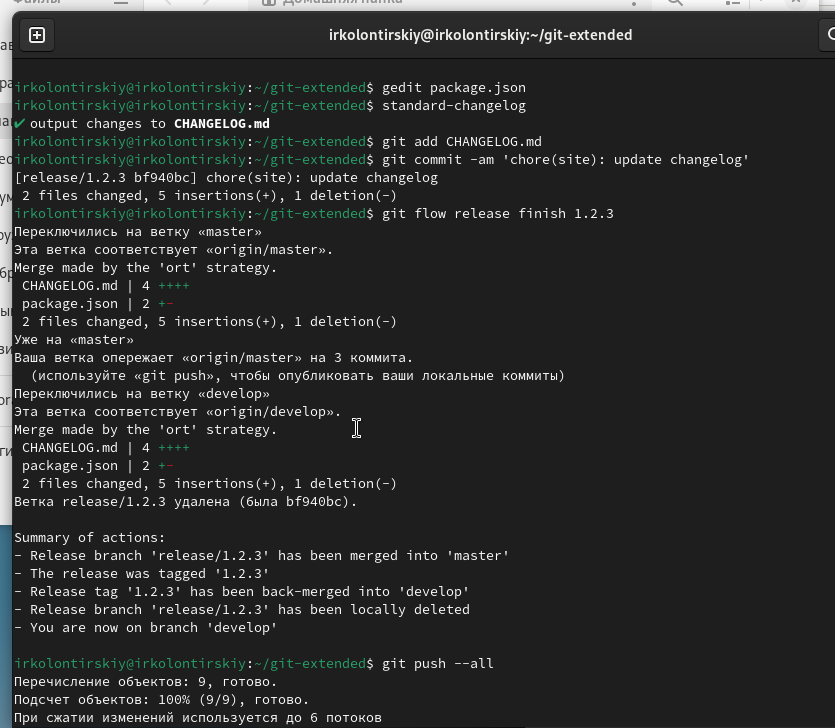 Файлы
Домашняя папка
irkolontirskiy@irkolontirskiy:~/git-extended
irkolontirskiy@irkolontirskiy:~/git-extended$ gedit package.json
irkolontirskiy@irkolontirskiy:~/git-extended$ standard-changelog
✔ output changes to CHANGELOG.md
irkolontirskiy@irkolontirskiy:~/git-extended$ git add CHANGELOG.md
irkolontirskiy@irkolontirskiy:~/git-extended$ git commit -am 'chore(site): update changelog'
[release/1.2.3 bf940bc] chore(site): update changelog
2 files changed, 5 insertions(+), 1 deletion(-)
irkolontirskiy@irkolontirskiy:~/git-extended$ git flow release finish 1.2.3
Переключились на ветку «master»
Эта ветка соответствует «origin/master».
Merge made by the 'ort' strategy.
CHANGELOG.md | 4 ++++
package.json | 2 +-
2 files changed, 5 insertions(+), 1 deletion(-)
Уже на «master»
Ваша ветка опережает «origin/master» на 3 коммита.
(используйте «git push», чтобы опубликовать ваши локальные коммиты)
Переключились на ветку «develop»
Эта ветка соответствует «origin/develop».
Merge made by the 'ort' strategy.
CHANGELOG.md | 4 ++++
package.json | 2 +-
2 files changed, 5 insertions(+), 1 deletion(-)
Ветка release/1.2.3 удалена (была bf940bc).
Summary of actions:
- Release branch 'release/1.2.3' has been merged into 'master'
- The release was tagged '1.2.3'
- Release tag '1.2.3' has been back-merged into 'develop'
- Release branch 'release/1.2.3' has been locally deleted
- You are now on branch 'develop'
irkolontirskiy@irkolontirskiy:~/git-extended$ git push --all
Перечисление объектов: 9, готово.
Подсчет объектов: 100% (9/9), готово.
При сжатии изменений используется до 6 потоков